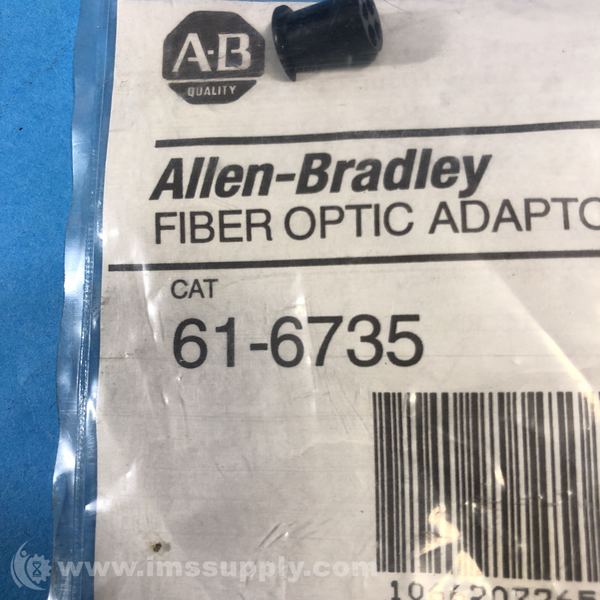 A-B
QUALITY
Allen-Bradley
FIBER OPTIC ADAPTO
CAT
61-6735
www.imssupply.com